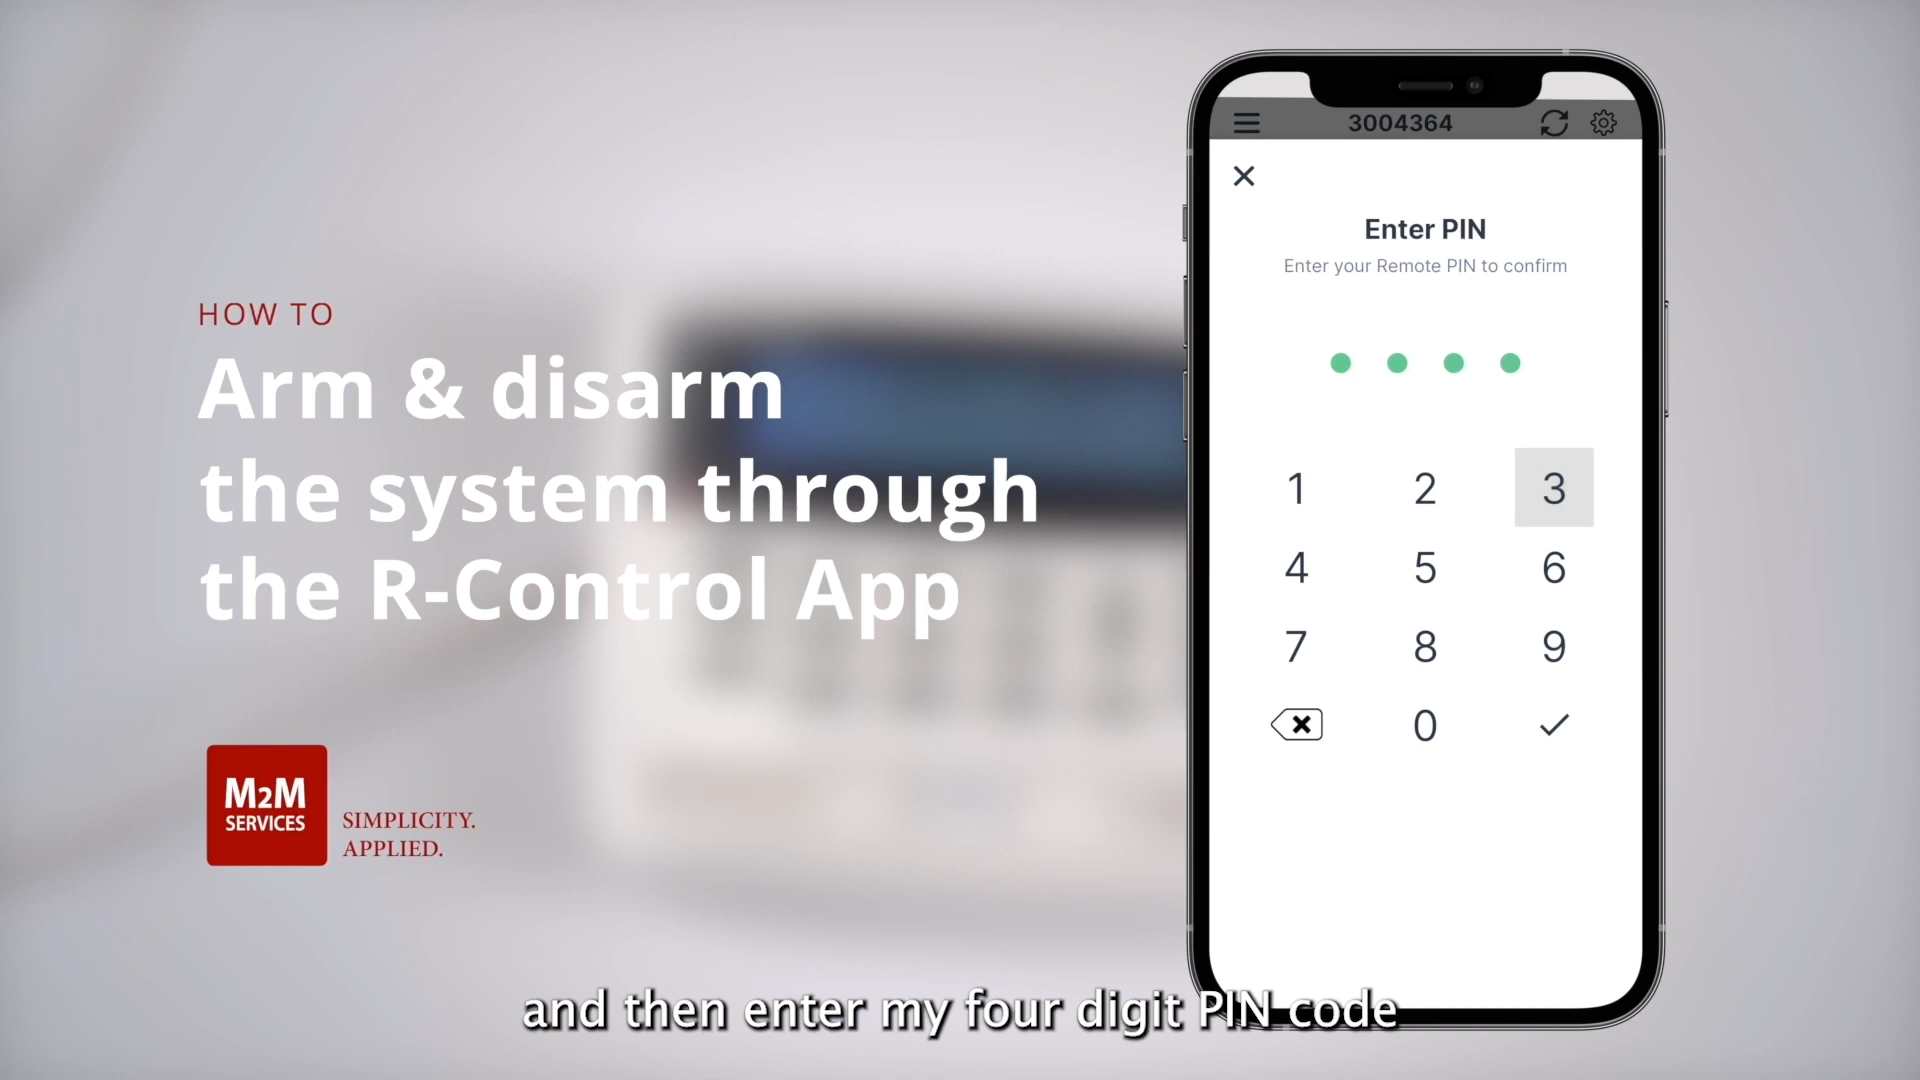 HOW TO
Arm & disarm
the system through
the R-Control App
M2M
SERVICES
SIMPLICITY.
APPLIED.
3004364
Enter PIN
Enter your Remote PIN to confirm
1 2 3
4 5 6
7 8 9
0
and then enter my four digit PIN code